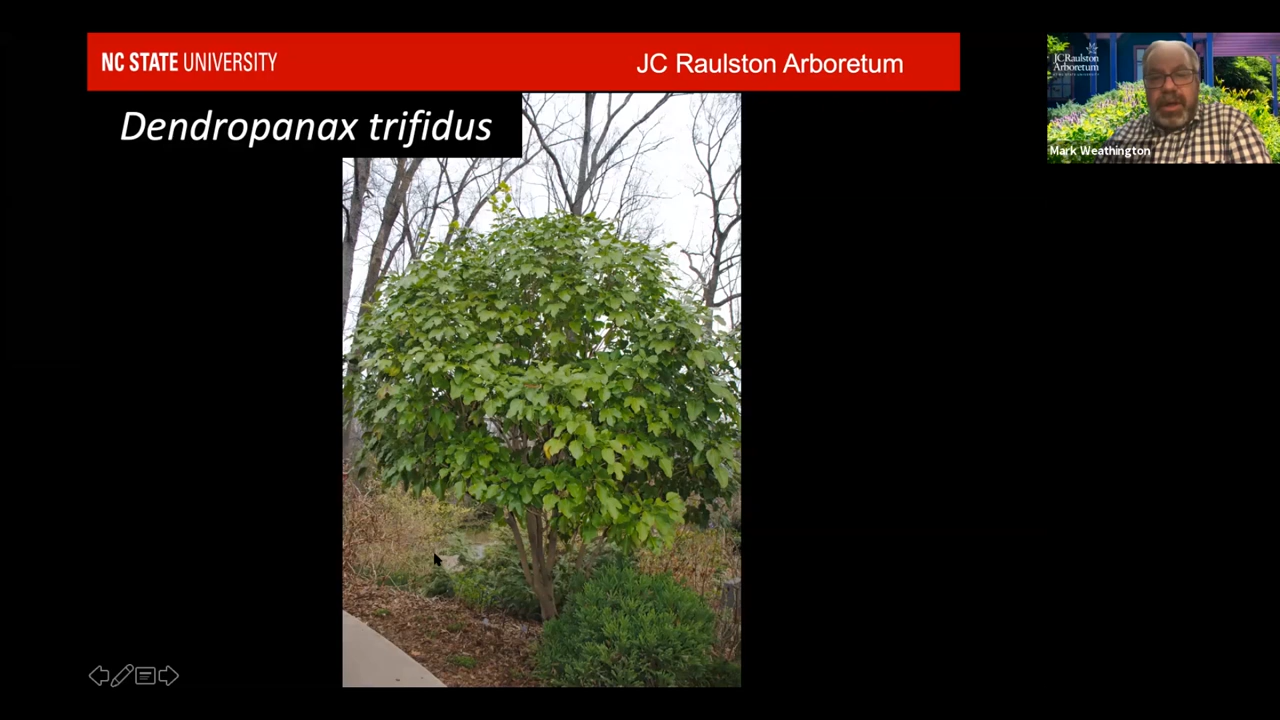 NC STATE UNIVERSITY
JC Raulston Arboretum
Dendropanax trifidus
JC Raulston
Arboretum
Mark Weathington